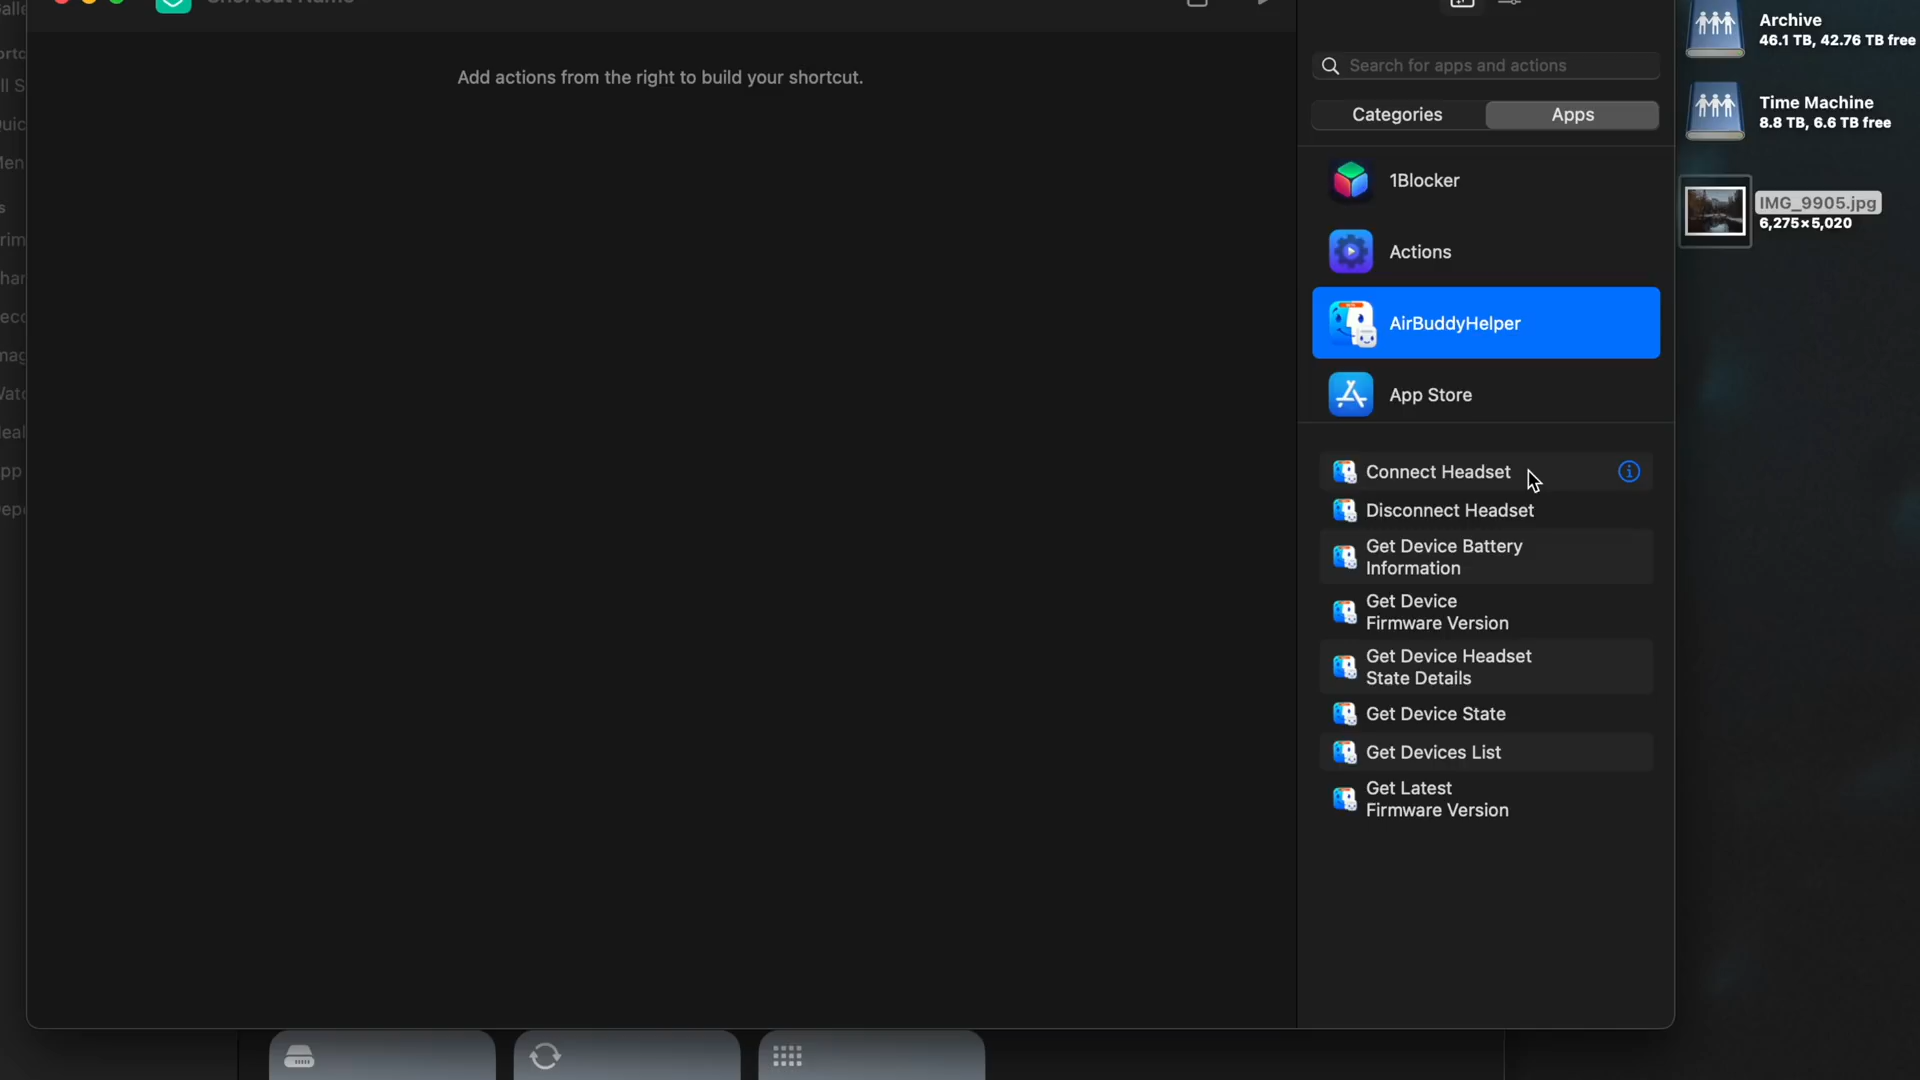 Add actions from the right to build your shortcut.
Search for apps and actions
Categories
Apps
1Blocker
Actions
AirBuddyHelper
App Store
Connect Headset
Disconnect Headset
Get Device Battery
Information
Get Device
Firmware Version
Get Device Headset
State Details
Get Device State
Get Devices List
Get Latest
Firmware Version
Archive
46.1 TB, 42.76 TB free
Time Machine
8.8 TB, 6.6 TB free
IMG_9905.jpg
6,275×5,020